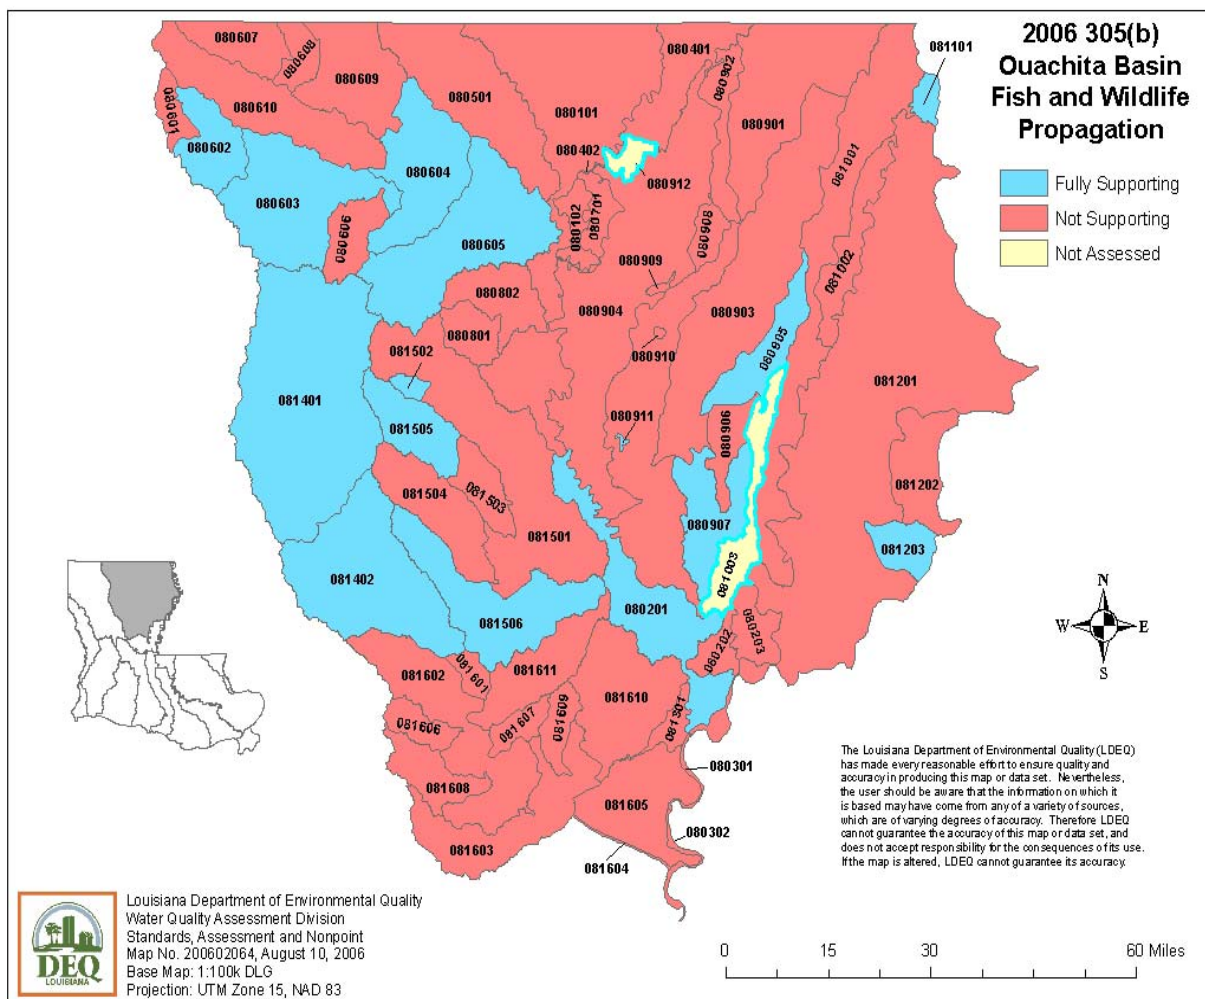 2006 305(b)
Ouachita Basin
Fish and Wildlife
Propagation
Fully Supporting
Not Supporting
Not Assessed
080607
080608
080609
080401
080902
081101
080601
080610
080501
080101
080901
080602
080604
080402
080912
081001
080603
080606
080605
080102
080701
080908
080909
081002
080802
080904
080903
080801
080910
080905
081502
081201
081401
081505
080911
080906
081504
081503
081202
081501
080907
081203
081402
081003
081506
080201
080202
080203
081602
081601
081611
081610
081606
081607
081609
081301
080301
081608
081605
080302
081603
081604
N
W
E
S
The Louisiana Department of Environmental Quality (LDEQ)
has made every reasonable effort to ensure quality and
accuracy in producing this map or data set. Nevertheless,
the user should be aware that the information on which it
is based may have come from any of a variety of sources,
which are of varying degrees of accuracy. Therefore LDEQ
cannot guarantee the accuracy of this map or data set, and
does not accept responsibility for the consequences of its use.
If the map is altered, LDEQ cannot guarantee its accuracy.
DEQ
LOUISIANA
Louisiana Department of Environmental Quality
Water Quality Assessment Division
Standards, Assessment and Nonpoint
Map No. 200602064, August 10, 2006
Base Map: 1:100k DLG
Projection: UTM Zone 15, NAD 83
0 15 30 60 Miles